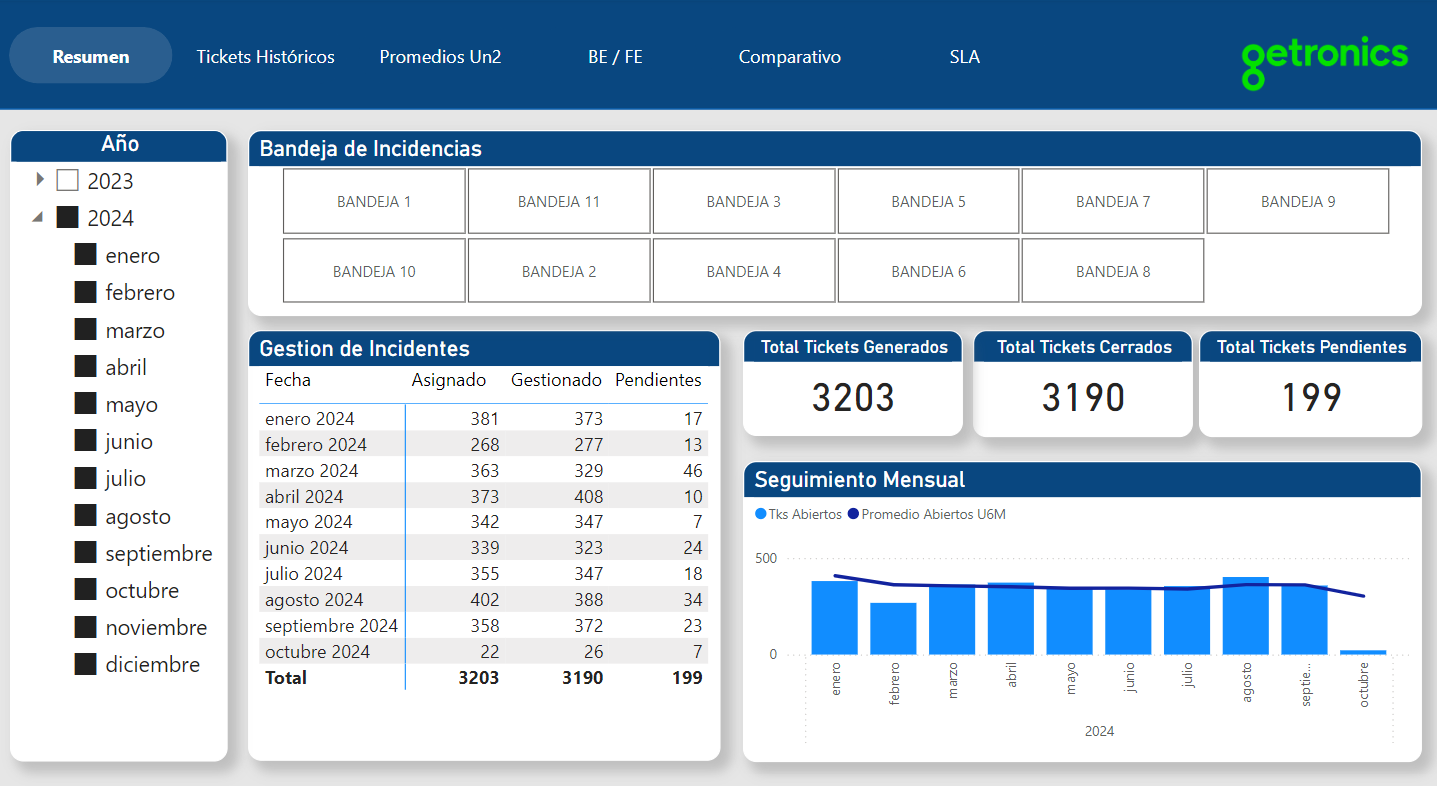 Resumen Tickets Históricos Promedios Un2 BE / FE Comparativo SLA getronics
Año
2023
2024
enero
febrero
marzo
abril
mayo
junio
julio
agosto
septiembre
octubre
noviembre
diciembre
Bandeja de Incidencias
BANDEJA 1 BANDEJA 11 BANDEJA 3 BANDEJA 5 BANDEJA 7 BANDEJA 9
BANDEJA 10 BANDEJA 2 BANDEJA 4 BANDEJA 6 BANDEJA 8
Gestion de Incidentes
Fecha Asignado Gestionado Pendientes
enero 2024 381 373 17
febrero 2024 268 277 13
marzo 2024 363 329 46
abril 2024 373 408 10
mayo 2024 342 347 7
junio 2024 339 323 24
julio 2024 355 347 18
agosto 2024 402 388 34
septiembre 2024 358 372 23
octubre 2024 22 26 7
Total 3203 3190 199
Total Tickets Generados
3203
Total Tickets Cerrados
3190
Total Tickets Pendientes
199
Seguimiento Mensual
Tks Abiertos Promedio Abiertos U6M
500
0
enero febrero marzo abril mayo junio julio agosto septie... octubre
2024